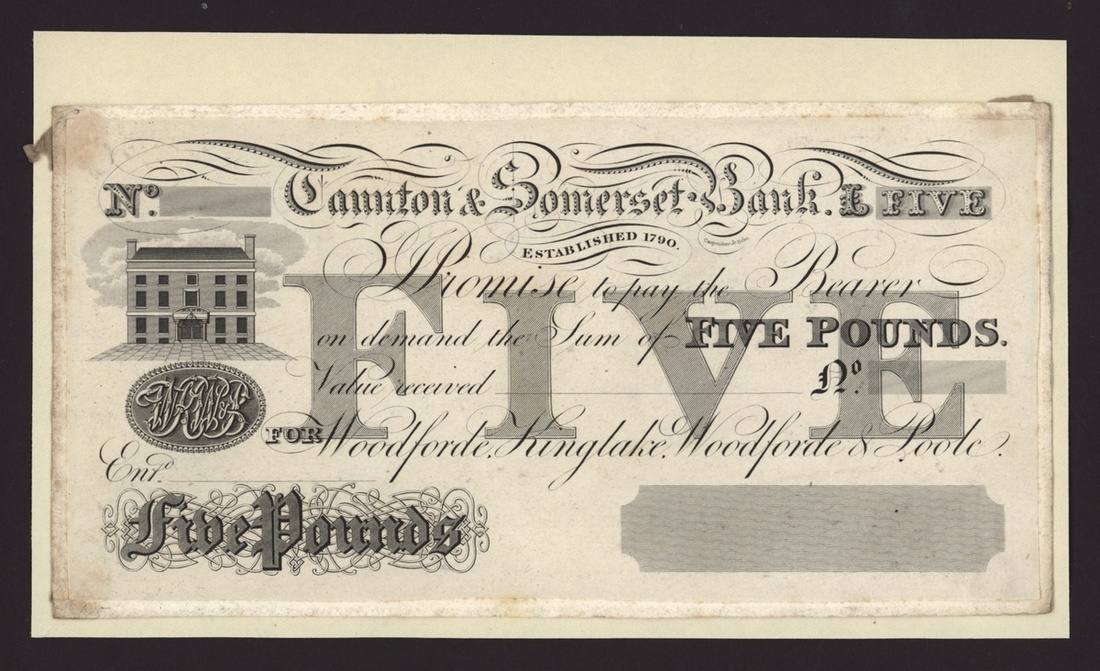 Nº. Taunton & Somerset Bank. £ FIVE
ESTABLISHED 1790.
I Promise to pay the Bearer
on demand the Sum of FIVE POUNDS.
Value received Nº
FIVE
FOR Woodforde, Kinglake, Woodforde & Poole.
Entd.
Five Pounds